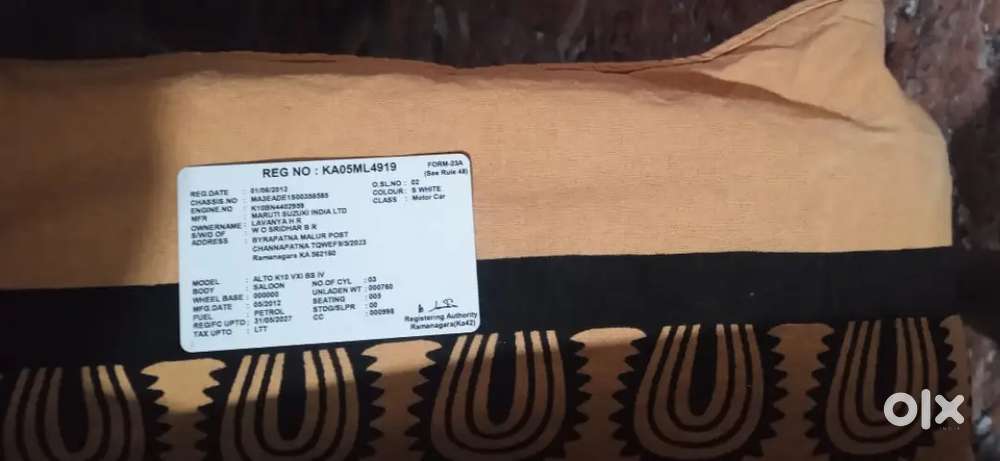 REG NO : KA05ML4919
FORM-23A
(See Rule 48)
REG.DATE : 01/06/2012
O.SL.NO : 02
CHASSIS.NO : MA3EADE1S00356585
COLOUR : S WHITE
ENGINE.NO : K10BN4402959
CLASS : Motor Car
MFR : MARUTI SUZUKI INDIA LTD
OWNERNAME : LAVANYA H R
S/W/D OF : W O SRIDHAR B R
ADDRESS : BYRAPATNA MALUR POST
CHANNAPATNA TQWEF9/3/2023
Ramanagara KA 562160
MODEL : ALTO K10 VXI BS IV
BODY : SALOON
NO.OF CYL : 03
WHEEL BASE : 000000
UNLADEN WT : 000760
MFG.DATE : 05/2012
SEATING : 005
FUEL : PETROL
STDG/SLPR : 00
REG/FC UPTO : 31/05/2027
CC : 000998
TAX UPTO : LTT
Registering Authority
Ramanagara(Ka42)
olx
INDIA